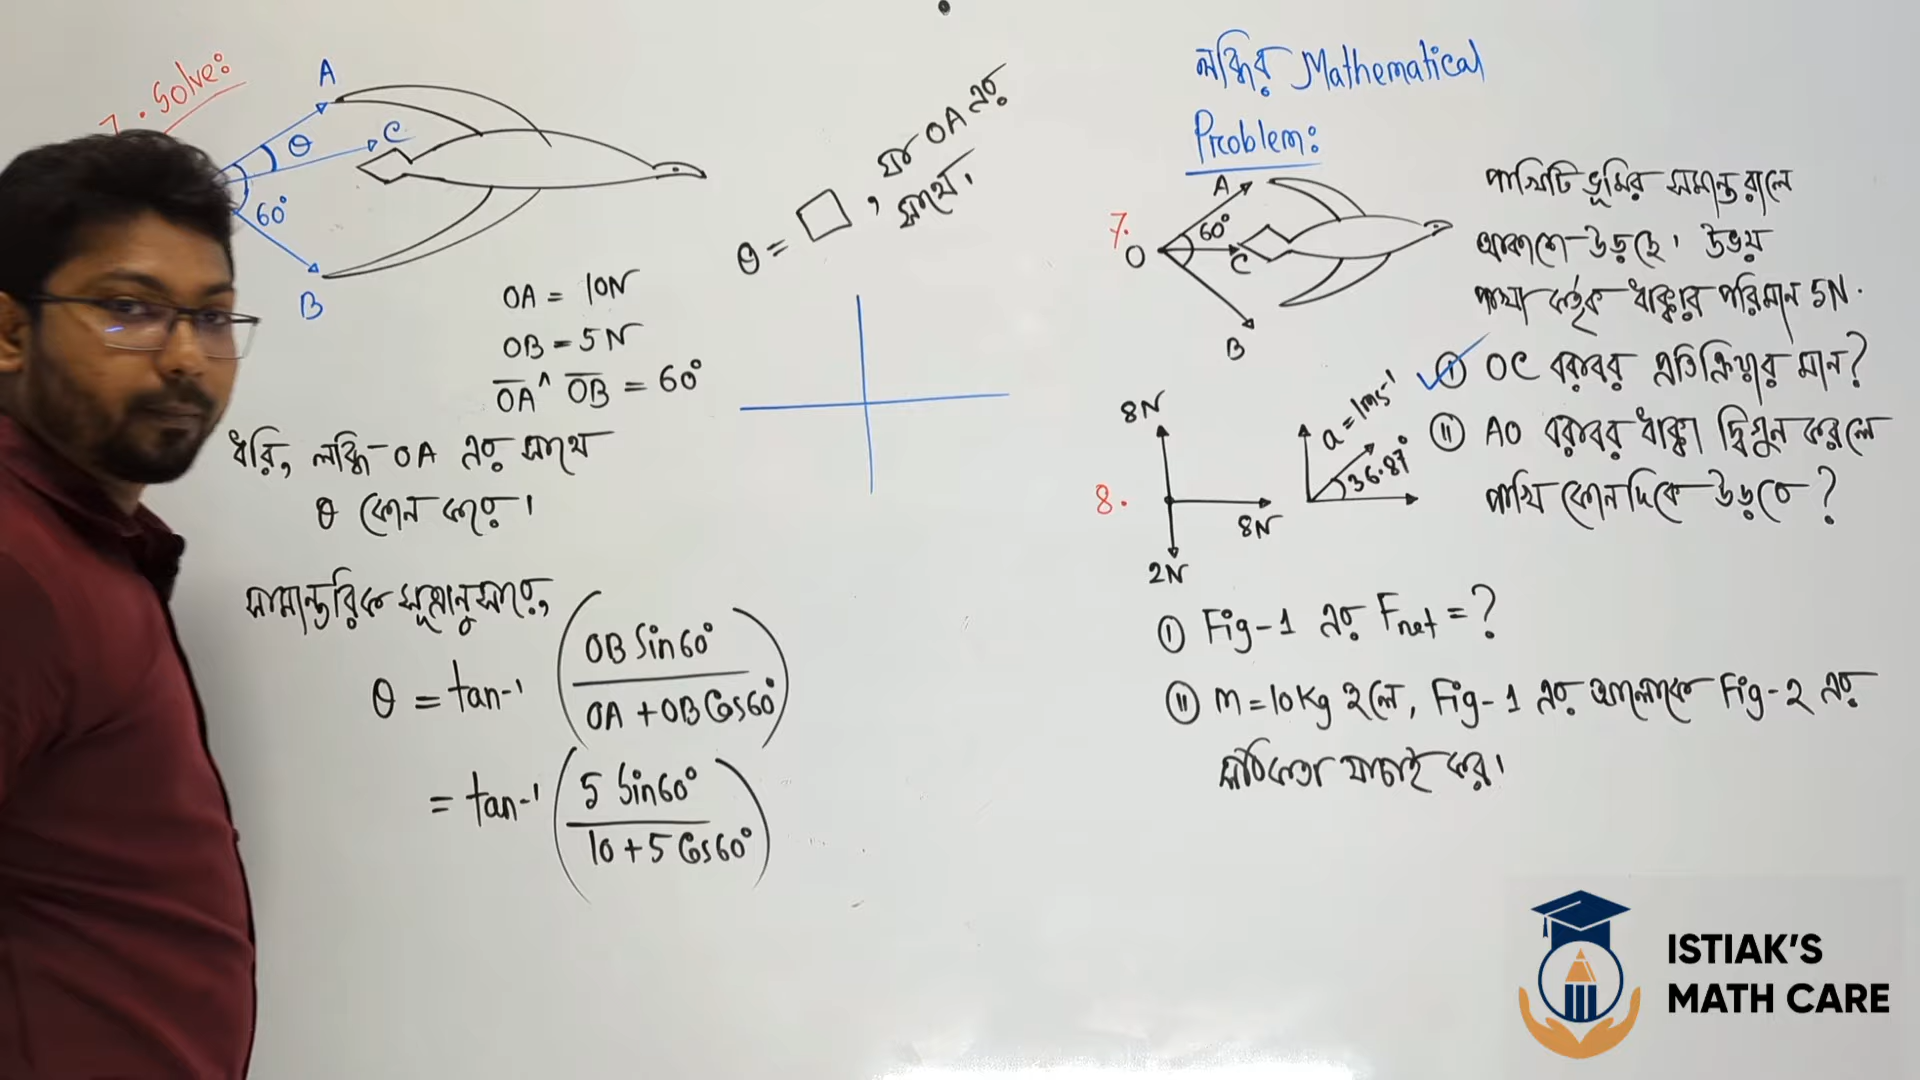 7. Solve:
A
θ
C
60°
B
θ = □, যা OA এর
সাথে।
OA = 10N
OB = 5N
OA ^ OB = 60°
ধরি, লব্ধি OA এর সাথে
θ কোন করে।
সামান্তরিক সূত্রানুসারে,
θ = tan-1 (OB Sin60° / OA + OB Cos60°)
= tan-1 (5 Sin60° / 10 + 5 Cos60°)
লব্ধির Mathematical
Problem:
7.
A
60°
O
C
B
পাখিটি ভূমির সমান্তরালে
আকাশে উড়ছে। উভয়
পাখা কর্তৃক ধাক্কার পরিমান 5N.
i OC বরাবর প্রতিক্রিয়ার মান?
ii AO বরাবর ধাক্কা দ্বিগুন করলে
পাখি কোনদিকে উড়বে?
8.
8N
8N
2N
a = 1ms-1
36.87°
i Fig-1 এর Fnet = ?
ii m = 10kg হলে, Fig-1 এর আলোকে Fig-2 এর
সঠিকতা যাচাই কর।
ISTIAK'S
MATH CARE